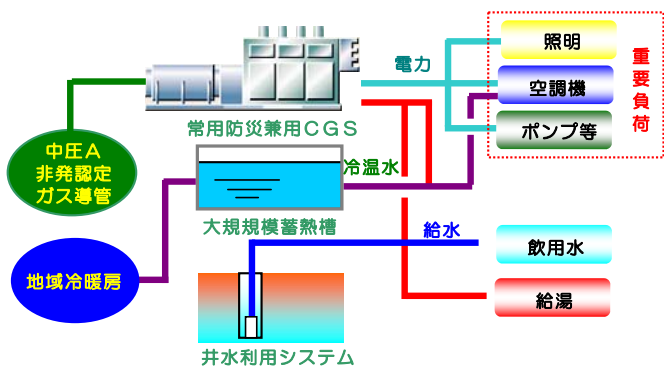 照明
電力
空調機
重要負荷
ポンプ等
常用防災兼用ＣＧＳ
中圧Ａ
非発認定
ガス導管
冷温水
大規規模蓄熱槽
給水
飲用水
地域冷暖房
給湯
井水利用システム